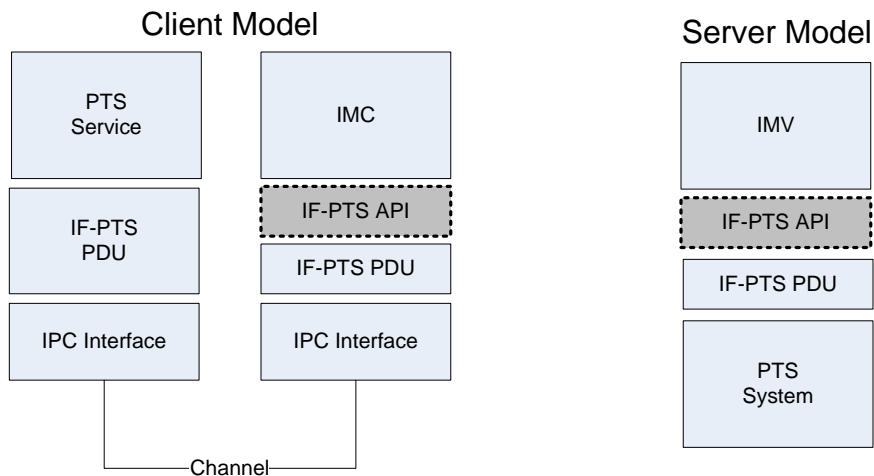 Client Model
Server Model
PTS
Service
IF-PTS
PDU
IPC Interface
IMC
IF-PTS API
IF-PTS PDU
IPC Interface
Channel
IMV
IF-PTS API
IF-PTS PDU
PTS
System